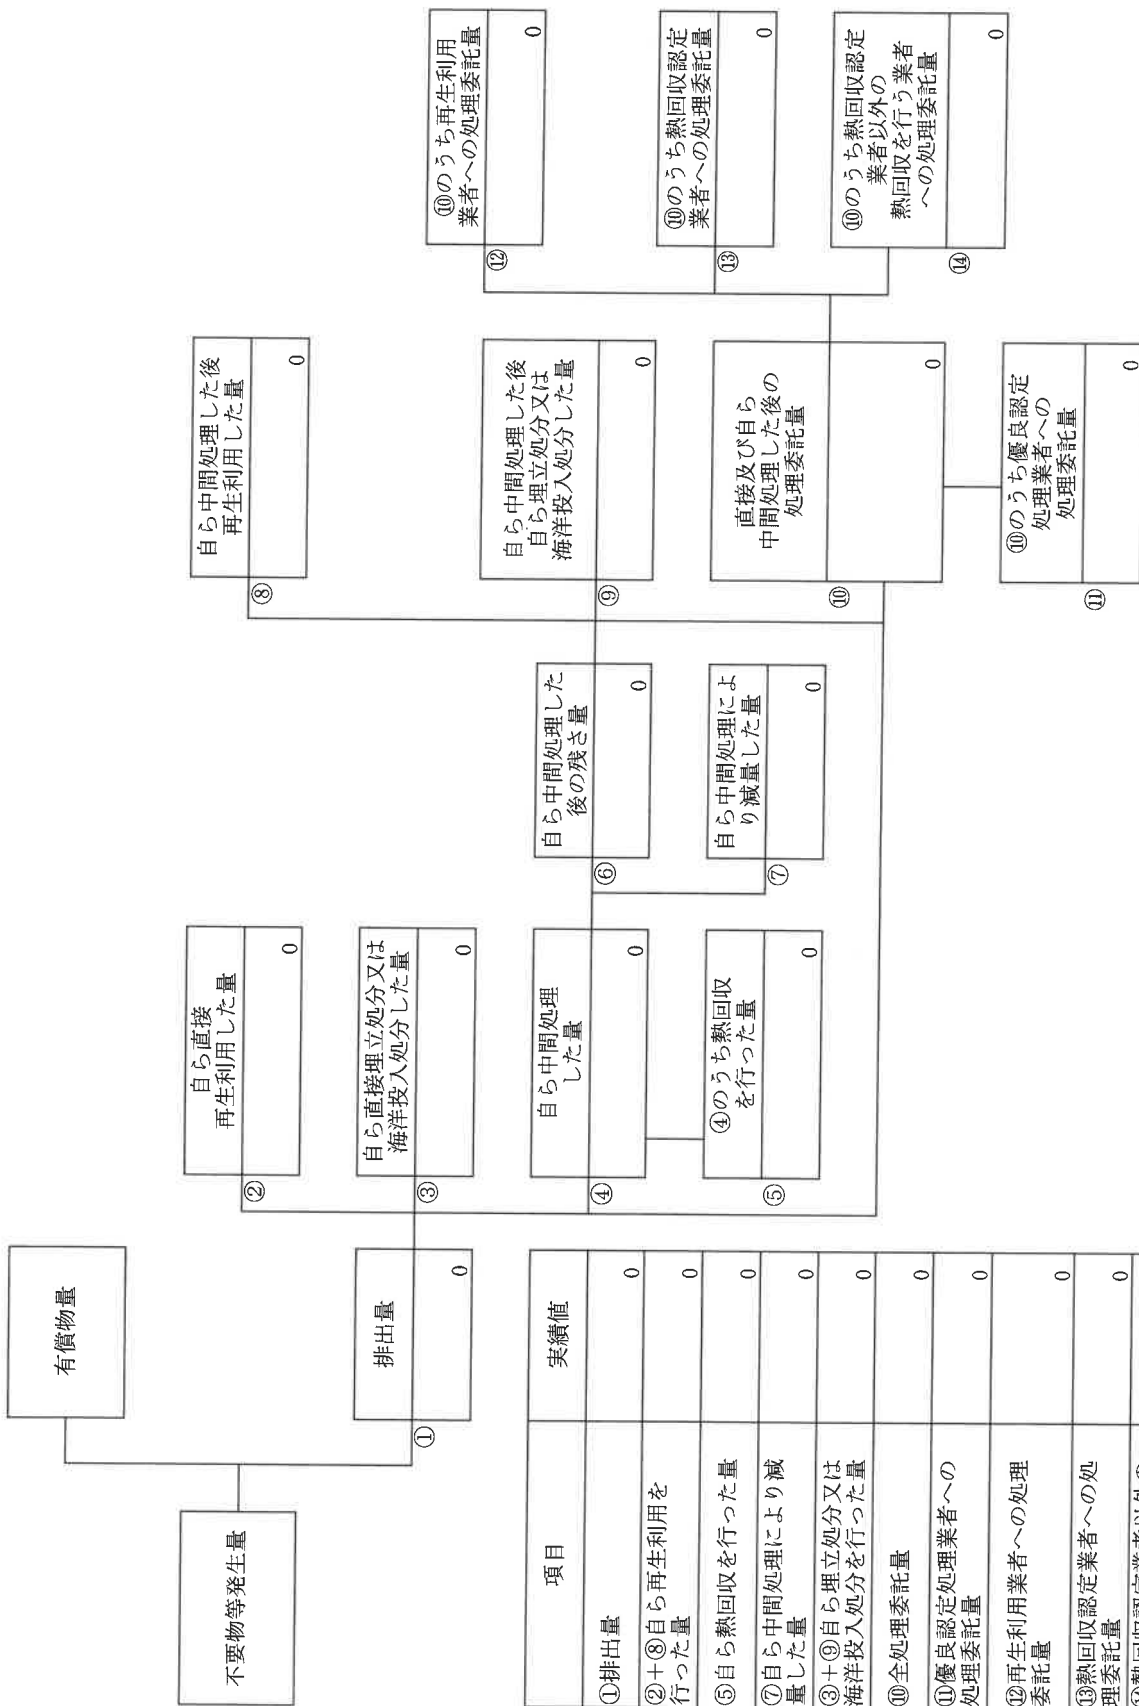 不要物等発生量
有償物量
①
排出量
0
②
自ら直接
再生利用した量
0
③
自ら直接埋立処分又は
海洋投入処分した量
0
④
自ら中間処理
した量
0
⑤
④のうち熱回収
を行った量
0
⑥
自ら中間処理した
後の残さ量
0
⑦
自ら中間処理によ
り減量した量
0
⑧
自ら中間処理した後
再生利用した量
0
⑨
自ら中間処理した後
自ら埋立処分又は
海洋投入処分した量
0
⑩
直接及び自ら
中間処理した後の
処理委託量
0
⑪
⑩のうち優良認定
処理業者への
処理委託量
0
⑫
⑩のうち再生利用
業者への処理委託量
0
⑬
⑩のうち熱回収認定
業者への処理委託量
0
⑭
⑩のうち熱回収認定
業者以外の
熱回収を行う業者
への処理委託量
0
項目
実績値
①排出量
0
②+⑧自ら再生利用を
行った量
0
⑤自ら熱回収を行った量
0
⑦自ら中間処理により減
量した量
0
③+⑨自ら埋立処分又は
海洋投入処分を行った量
0
⑩全処理委託量
0
⑪優良認定処理業者への
処理委託量
0
⑫再生利用業者への処理
委託量
0
⑬熱回収認定業者への処
理委託量
0